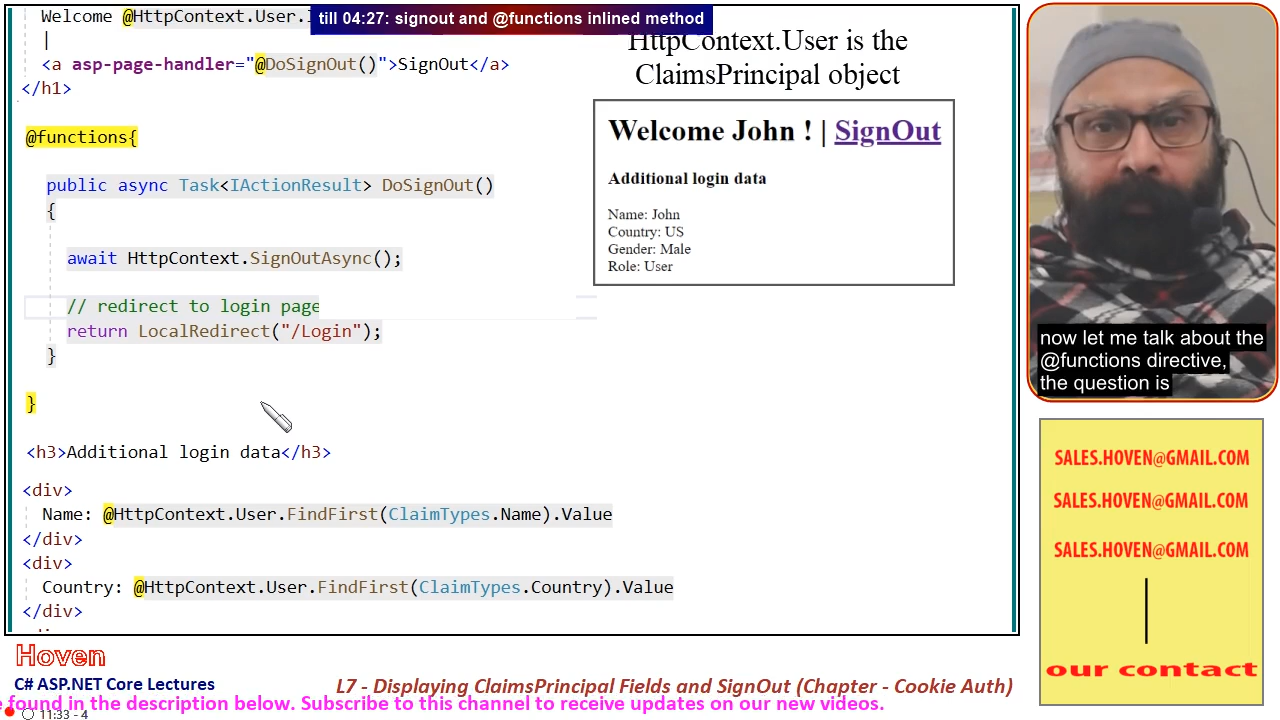 till 04:27: signout and @functions inlined method
Welcome @HttpContext.User.
|
<a asp-page-handler="@DoSignOut()">SignOut</a>
</h1>
@functions{
public async Task<IActionResult> DoSignOut()
{
await HttpContext.SignOutAsync();
// redirect to login page
return LocalRedirect("/Login");
}
}
<h3>Additional login data</h3>
<div>
Name: @HttpContext.User.FindFirst(ClaimTypes.Name).Value
</div>
<div>
Country: @HttpContext.User.FindFirst(ClaimTypes.Country).Value
</div>
HttpContext.User is the
ClaimsPrincipal object
Welcome John ! | SignOut
Additional login data
Name: John
Country: US
Gender: Male
Role: User
now let me talk about the
@functions directive,
the question is
SALES.HOVEN@GMAIL.COM
SALES.HOVEN@GMAIL.COM
SALES.HOVEN@GMAIL.COM
our contact
Hoven
C# ASP.NET Core Lectures
L7 - Displaying ClaimsPrincipal Fields and SignOut (Chapter - Cookie Auth)
found in the description below. Subscribe to this channel to receive updates on our new videos.
11:33 - 4